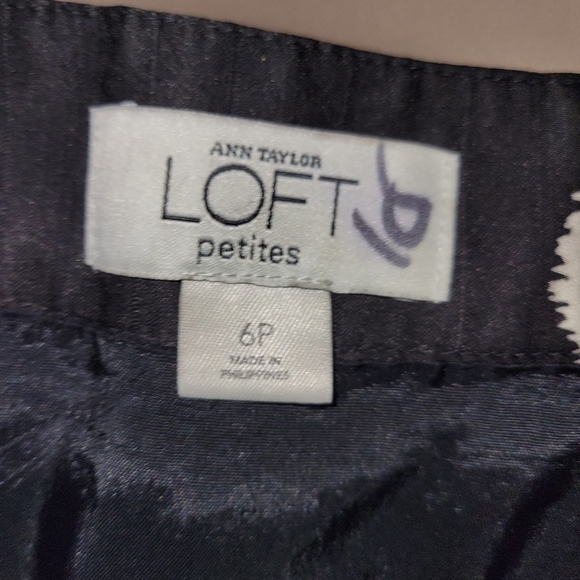 ANN TAYLOR
LOFT
petites
6P
MADE IN
PHILIPPINES